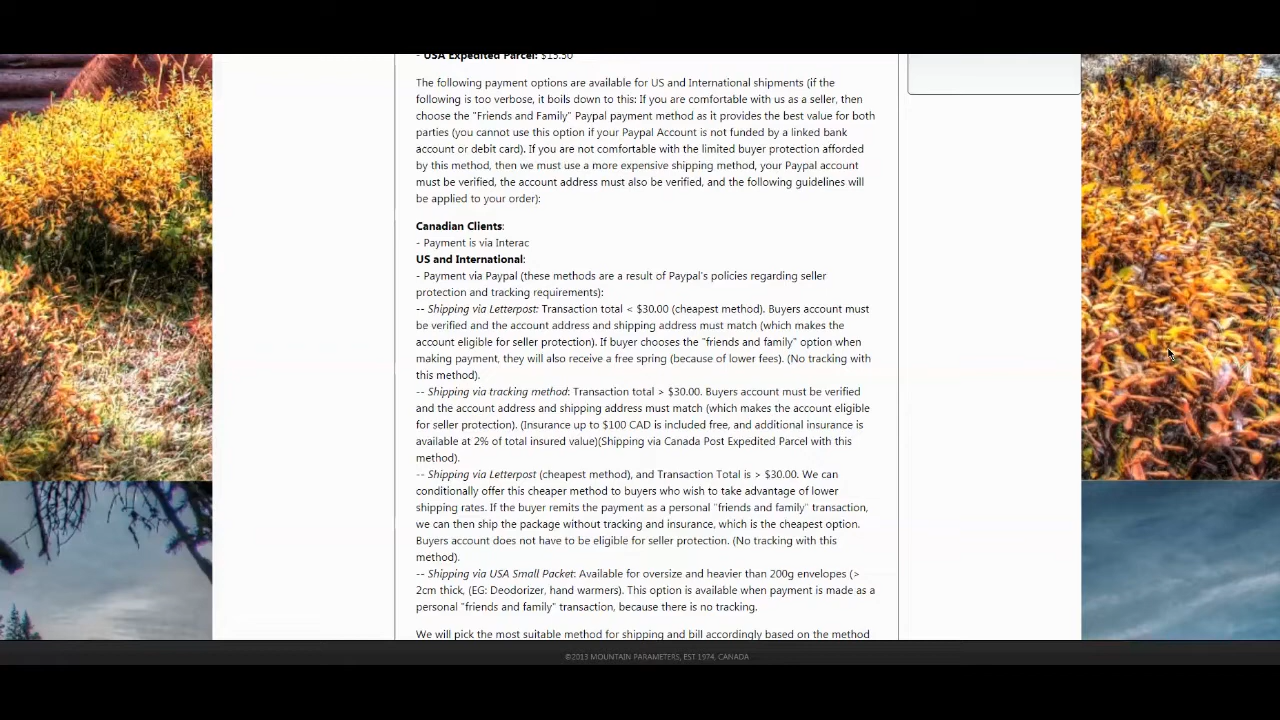 - USA Expedited Parcel: $15.50
The following payment options are available for US and International shipments (if the
following is too verbose, it boils down to this: If you are comfortable with us as a seller, then
choose the "Friends and Family" Paypal payment method as it provides the best value for both
parties (you cannot use this option if your Paypal Account is not funded by a linked bank
account or debit card). If you are not comfortable with the limited buyer protection afforded
by this method, then we must use a more expensive shipping method, your Paypal account
must be verified, the account address must also be verified, and the following guidelines will
be applied to your order):
Canadian Clients:
- Payment is via Interac
US and International:
- Payment via Paypal (these methods are a result of Paypal's policies regarding seller
protection and tracking requirements):
-- Shipping via Letterpost: Transaction total < $30.00 (cheapest method). Buyers account must
be verified and the account address and shipping address must match (which makes the
account eligible for seller protection). If buyer chooses the "friends and family" option when
making payment, they will also receive a free spring (because of lower fees). (No tracking with
this method).
-- Shipping via tracking method: Transaction total > $30.00. Buyers account must be verified
and the account address and shipping address must match (which makes the account eligible
for seller protection). (Insurance up to $100 CAD is included free, and additional insurance is
available at 2% of total insured value)(Shipping via Canada Post Expedited Parcel with this
method).
-- Shipping via Letterpost (cheapest method), and Transaction Total is > $30.00. We can
conditionally offer this cheaper method to buyers who wish to take advantage of lower
shipping rates. If the buyer remits the payment as a personal "friends and family" transaction,
we can then ship the package without tracking and insurance, which is the cheapest option.
Buyers account does not have to be eligible for seller protection. (No tracking with this
method).
-- Shipping via USA Small Packet: Available for oversize and heavier than 200g envelopes (>
2cm thick, (EG: Deodorizer, hand warmers). This option is available when payment is made as a
personal "friends and family" transaction, because there is no tracking.
We will pick the most suitable method for shipping and bill accordingly based on the method
©2013 MOUNTAIN PARAMETERS, EST 1974, CANADA